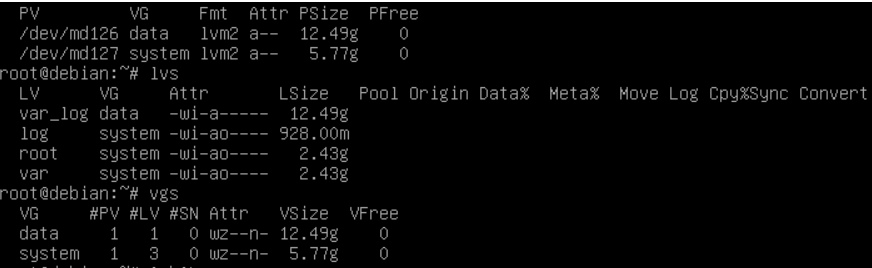 PV VG Fmt Attr PSize PFree
/dev/md126 data lvm2 a-- 12.49g 0
/dev/md127 system lvm2 a-- 5.77g 0
root@debian:~# lvs
LV VG Attr LSize Pool Origin Data% Meta% Move Log Cpy%Sync Convert
var_log data -wi-a----- 12.49g
log system -wi-ao---- 928.00m
root system -wi-ao---- 2.43g
var system -wi-ao---- 2.43g
root@debian:~# vgs
VG #PV #LV #SN Attr VSize VFree
data 1 1 0 wz--n- 12.49g 0
system 1 3 0 wz--n- 5.77g 0